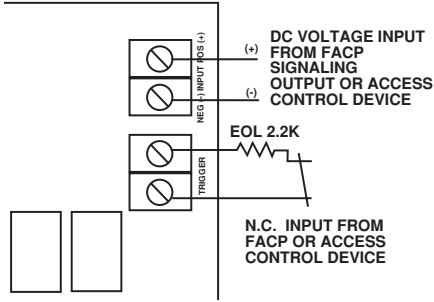 DC VOLTAGE INPUT
FROM FACP
SIGNALING
OUTPUT OR ACCESS
CONTROL DEVICE
(+)
(-)
NEG (-) INPUT POS (+)
EOL 2.2K
TRIGGER
N.C. INPUT FROM
FACP OR ACCESS
CONTROL DEVICE